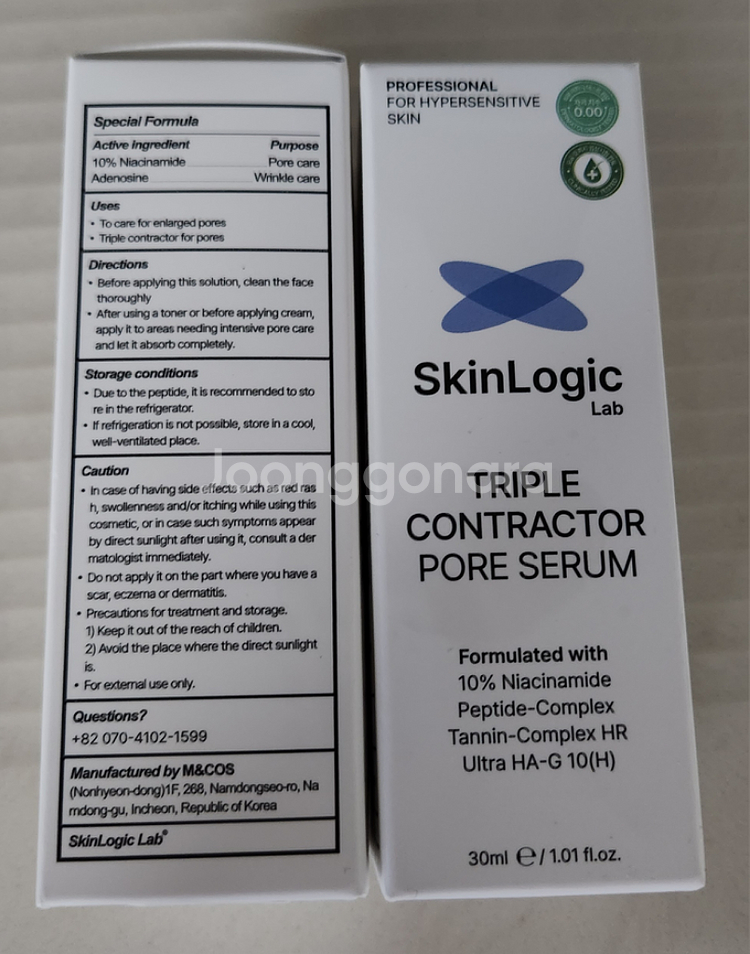 Special Formula
Active ingredient Purpose
10% Niacinamide Pore care
Adenosine Wrinkle care
Uses
• To care for enlarged pores
• Triple contractor for pores
Directions
• Before applying this solution, clean the face
thoroughly
• After using a toner or before applying cream,
apply it to areas needing intensive pore care
and let it absorb completely.
Storage conditions
• Due to the peptide, it is recommended to sto
re in the refrigerator.
• If refrigeration is not possible, store in a cool,
well-ventilated place.
Caution
• In case of having side effects such as red ras
h, swollenness and/or itching while using this
cosmetic, or in case such symptoms appear
by direct sunlight after using it, consult a der
matologist immediately.
• Do not apply it on the part where you have a
scar, eczema or dermatitis.
• Precautions for treatment and storage.
1) Keep it out of the reach of children.
2) Avoid the place where the direct sunlight
is.
• For external use only.
Questions?
+82 070-4102-1599
Manufactured by M&COS
(Nonhyeon-dong)1F, 268, Namdongseo-ro, Na
mdong-gu, Incheon, Republic of Korea
SkinLogic Lab®
PROFESSIONAL
FOR HYPERSENSITIVE
SKIN
0.00
SkinLogic
Lab
TRIPLE
CONTRACTOR
PORE SERUM
Formulated with
10% Niacinamide
Peptide-Complex
Tannin-Complex HR
Ultra HA-G 10(H)
30ml ℮ / 1.01 fl.oz.
joonggonara